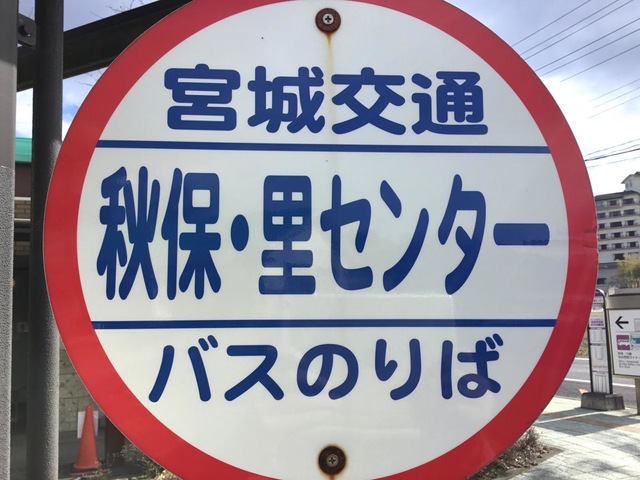 宮城交通
秋保・里センター
バスのりば